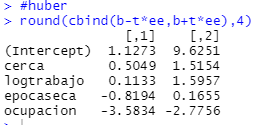 > #huber
> round(cbind(b-t*ee,b+t*ee),4)
[,1] [,2]
(Intercept) 1.1273 9.6251
cerca 0.5049 1.5154
logtrabajo 0.1133 1.5957
epocaseca -0.8194 0.1655
ocupacion -3.5834 -2.7756
>